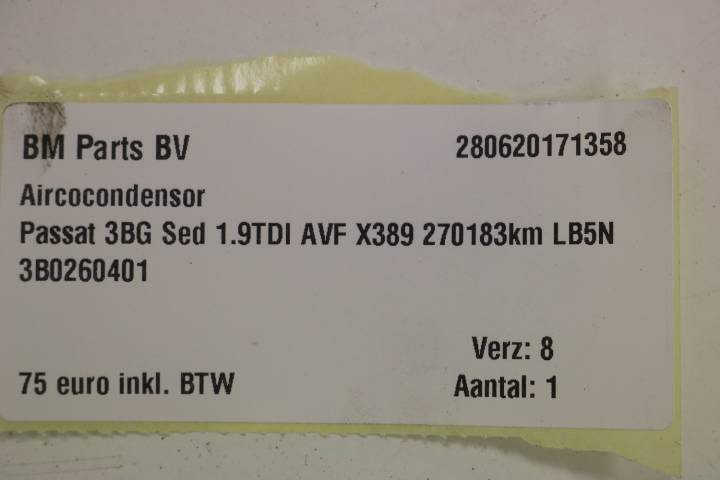 BM Parts BV 280620171358
Aircocondensor
Passat 3BG Sed 1.9TDI AVF X389 270183km LB5N
3B0260401
Verz: 8
75 euro inkl. BTW Aantal: 1